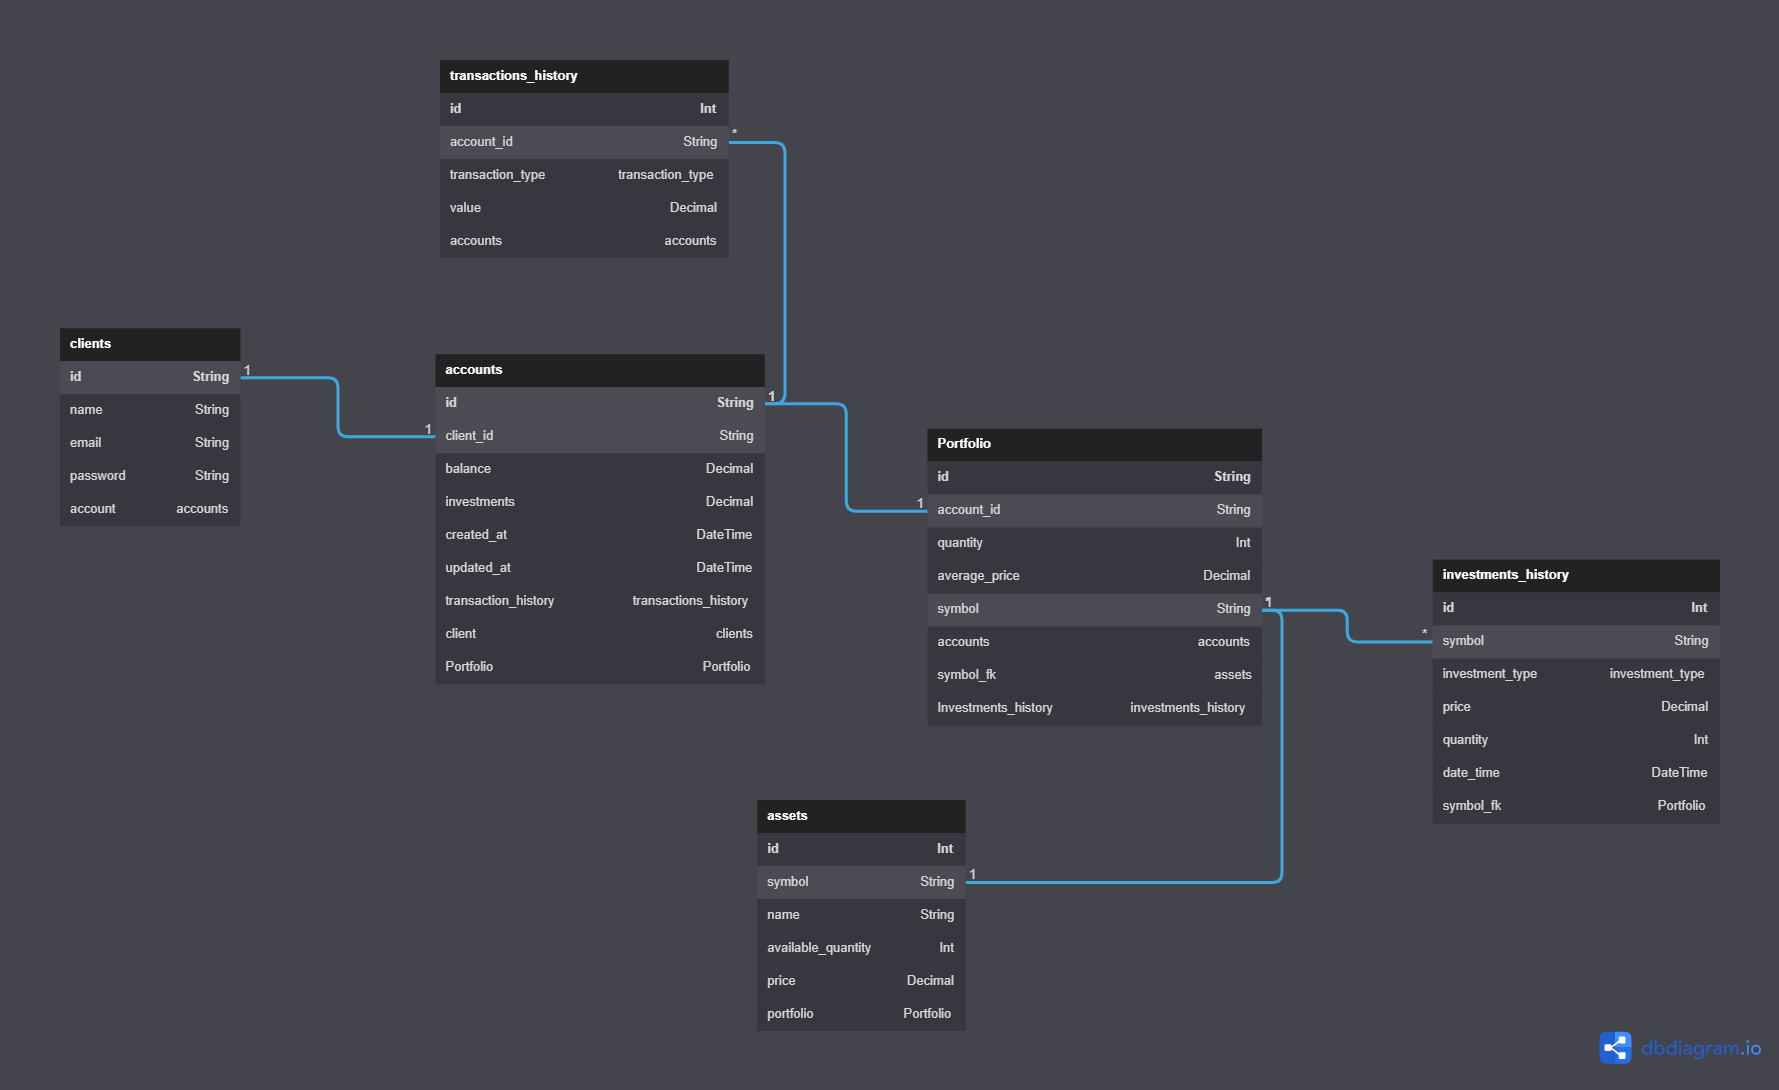 transactions_history
id Int
account_id String
transaction_type transaction_type
value Decimal
accounts accounts
*
clients
id String
name String
email String
password String
account accounts
1
1
accounts
id String
client_id String
balance Decimal
investments Decimal
created_at DateTime
updated_at DateTime
transaction_history transactions_history
client clients
Portfolio Portfolio
1
1
Portfolio
id String
account_id String
quantity Int
average_price Decimal
symbol String
accounts accounts
symbol_fk assets
Investments_history investments_history
1
*
investments_history
id Int
symbol String
investment_type investment_type
price Decimal
quantity Int
date_time DateTime
symbol_fk Portfolio
assets
id Int
symbol String
name String
available_quantity Int
price Decimal
portfolio Portfolio
1
dbdiagram.io